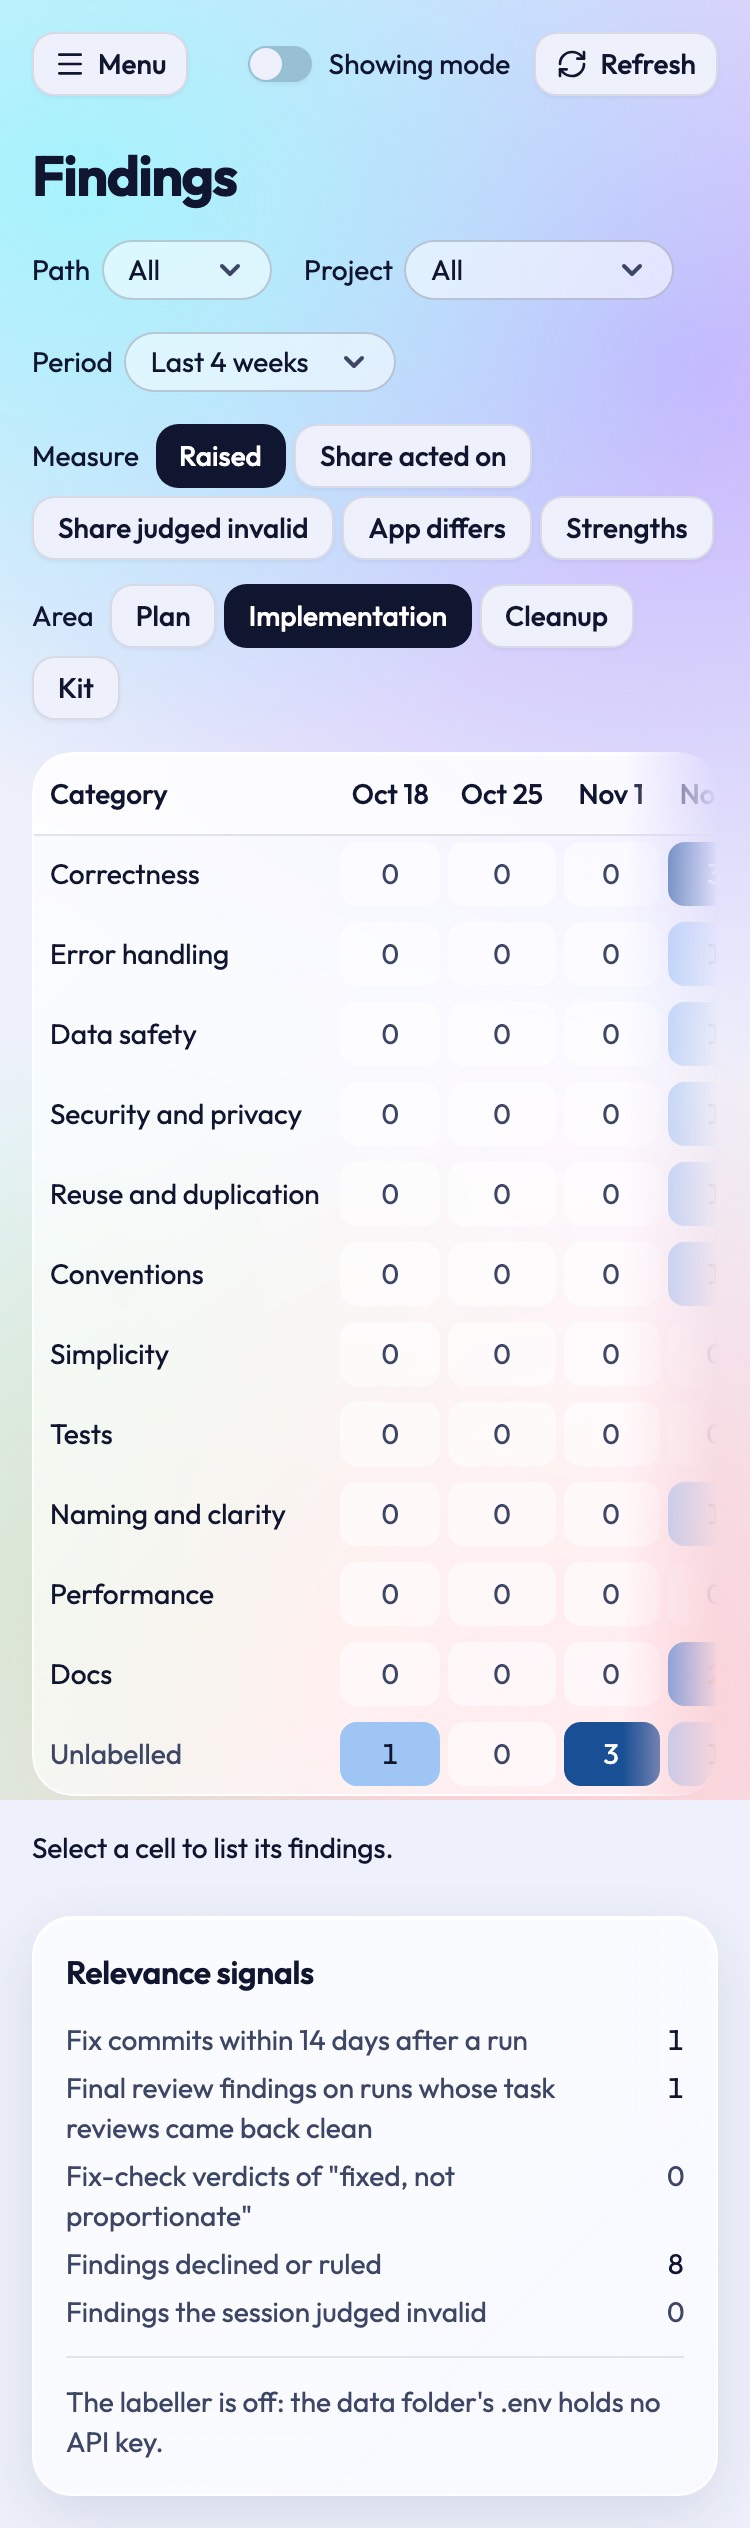 Menu Showing mode Refresh
Findings
Path All Project All
Period Last 4 weeks
Measure Raised Share acted on
Share judged invalid App differs Strengths
Area Plan Implementation Cleanup
Kit
Category Oct 18 Oct 25 Nov 1
Correctness 0 0 0
Error handling 0 0 0
Data safety 0 0 0
Security and privacy 0 0 0
Reuse and duplication 0 0 0
Conventions 0 0 0
Simplicity 0 0 0
Tests 0 0 0
Naming and clarity 0 0 0
Performance 0 0 0
Docs 0 0 0
Unlabelled 1 0 3
Select a cell to list its findings.
Relevance signals
Fix commits within 14 days after a run 1
Final review findings on runs whose task 1
reviews came back clean
Fix-check verdicts of "fixed, not 0
proportionate"
Findings declined or ruled 8
Findings the session judged invalid 0
The labeller is off: the data folder's .env holds no
API key.